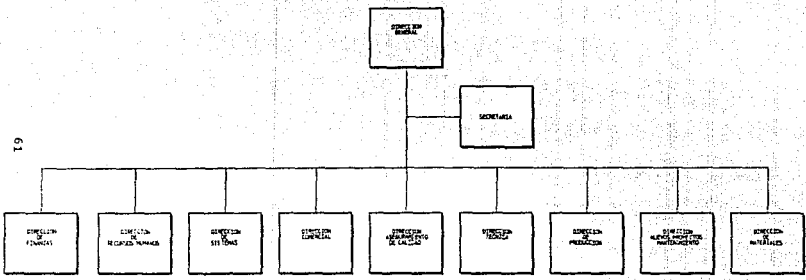 DIRECCION
GENERAL
SECRETARIA
61
DIRECCION
DE
FINANZAS
DIRECCION
DE
RECURSOS HUMANOS
DIRECCION
DE
SISTEMAS
DIRECCION
COMERCIAL
DIRECCION
ASEGURAMIENTO
DE CALIDAD
DIRECCION
TECNICA
DIRECCION
DE
PRODUCCION
DIRECCION
NUEVOS PROYECTOS
MANTENIMIENTO
DIRECCION
DE
MATERIALES